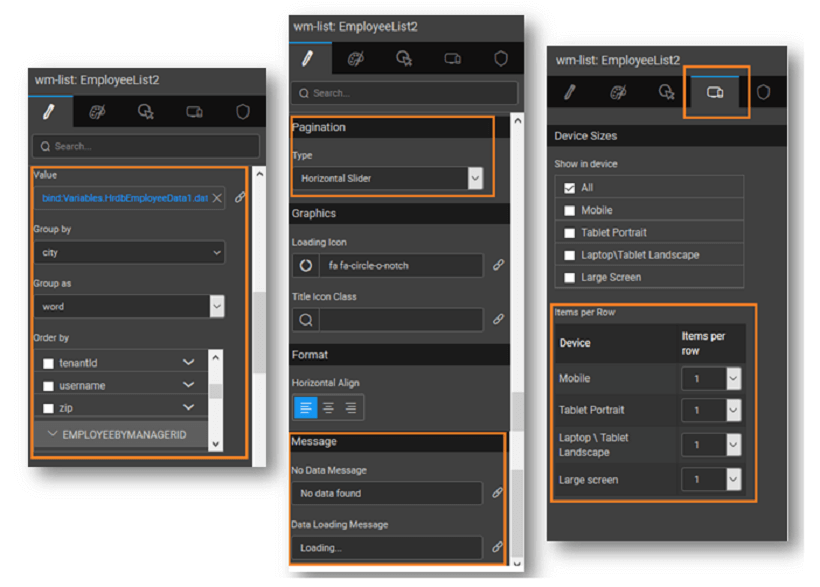 wm-list: EmployeeList2
Search...
Value
bind:Variables.HrdbEmployeeData1.dat
Group by
city
Group as
word
Order by
tenantId
username
zip
EMPLOYEEBYMANAGERID
wm-list: EmployeeList2
Search...
Pagination
Type
Horizontal Slider
Graphics
Loading Icon
fa fa-circle-o-notch
Title Icon Class
Format
Horizontal Align
Message
No Data Message
No data found
Data Loading Message
Loading...
wm-list: EmployeeList2
Device Sizes
Show in device
All
Mobile
Tablet Portrait
Laptop\Tablet Landscape
Large Screen
Items per Row
Device Items per
row
Mobile 1
Tablet Portrait 1
Laptop \ Tablet
Landscape 1
Large screen 1